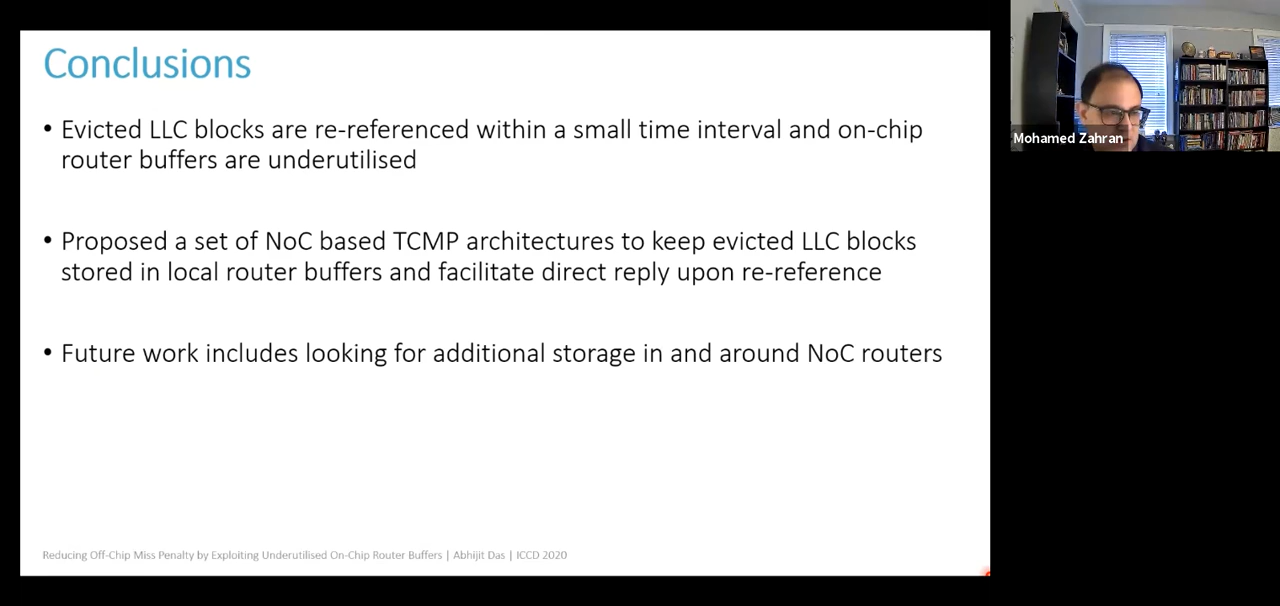 Conclusions
• Evicted LLC blocks are re-referenced within a small time interval and on-chip
router buffers are underutilised
• Proposed a set of NoC based TCMP architectures to keep evicted LLC blocks
stored in local router buffers and facilitate direct reply upon re-reference
• Future work includes looking for additional storage in and around NoC routers
Reducing Off-Chip Miss Penalty by Exploiting Underutilised On-Chip Router Buffers | Abhijit Das | ICCD 2020
Mohamed Zahran